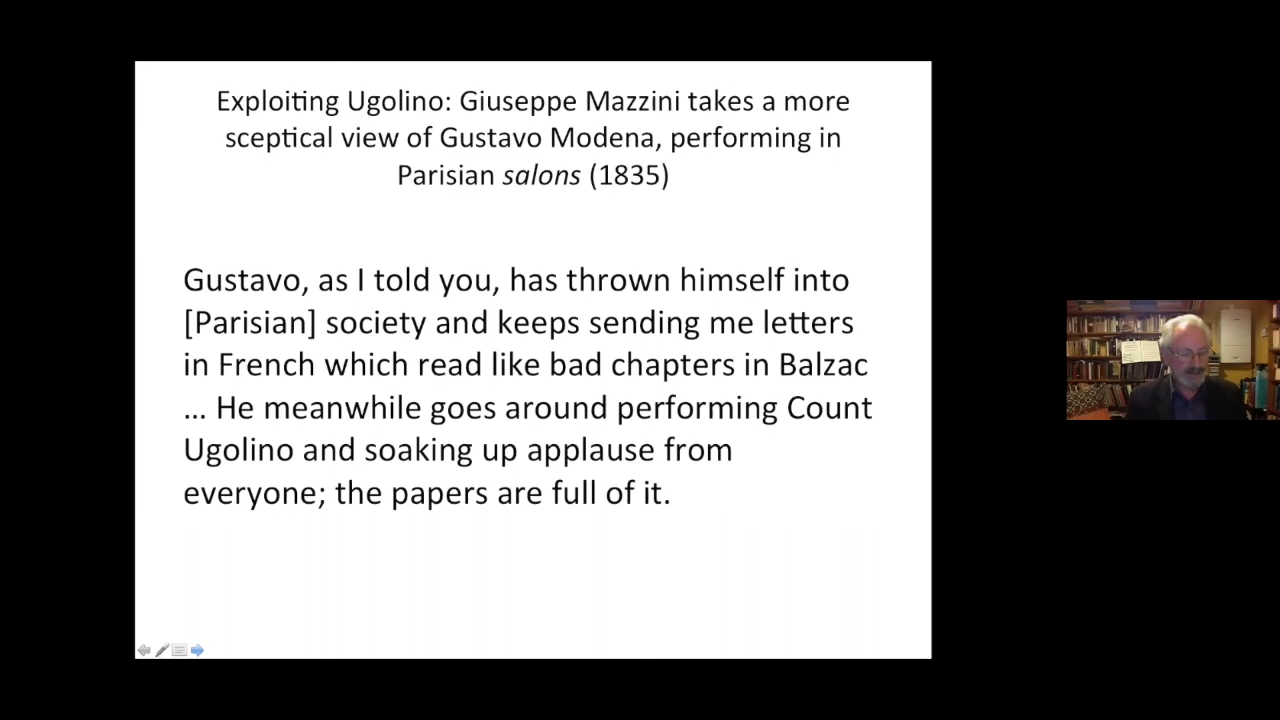 Exploiting Ugolino: Giuseppe Mazzini takes a more
sceptical view of Gustavo Modena, performing in
Parisian salons (1835)
Gustavo, as I told you, has thrown himself into
[Parisian] society and keeps sending me letters
in French which read like bad chapters in Balzac
... He meanwhile goes around performing Count
Ugolino and soaking up applause from
everyone; the papers are full of it.